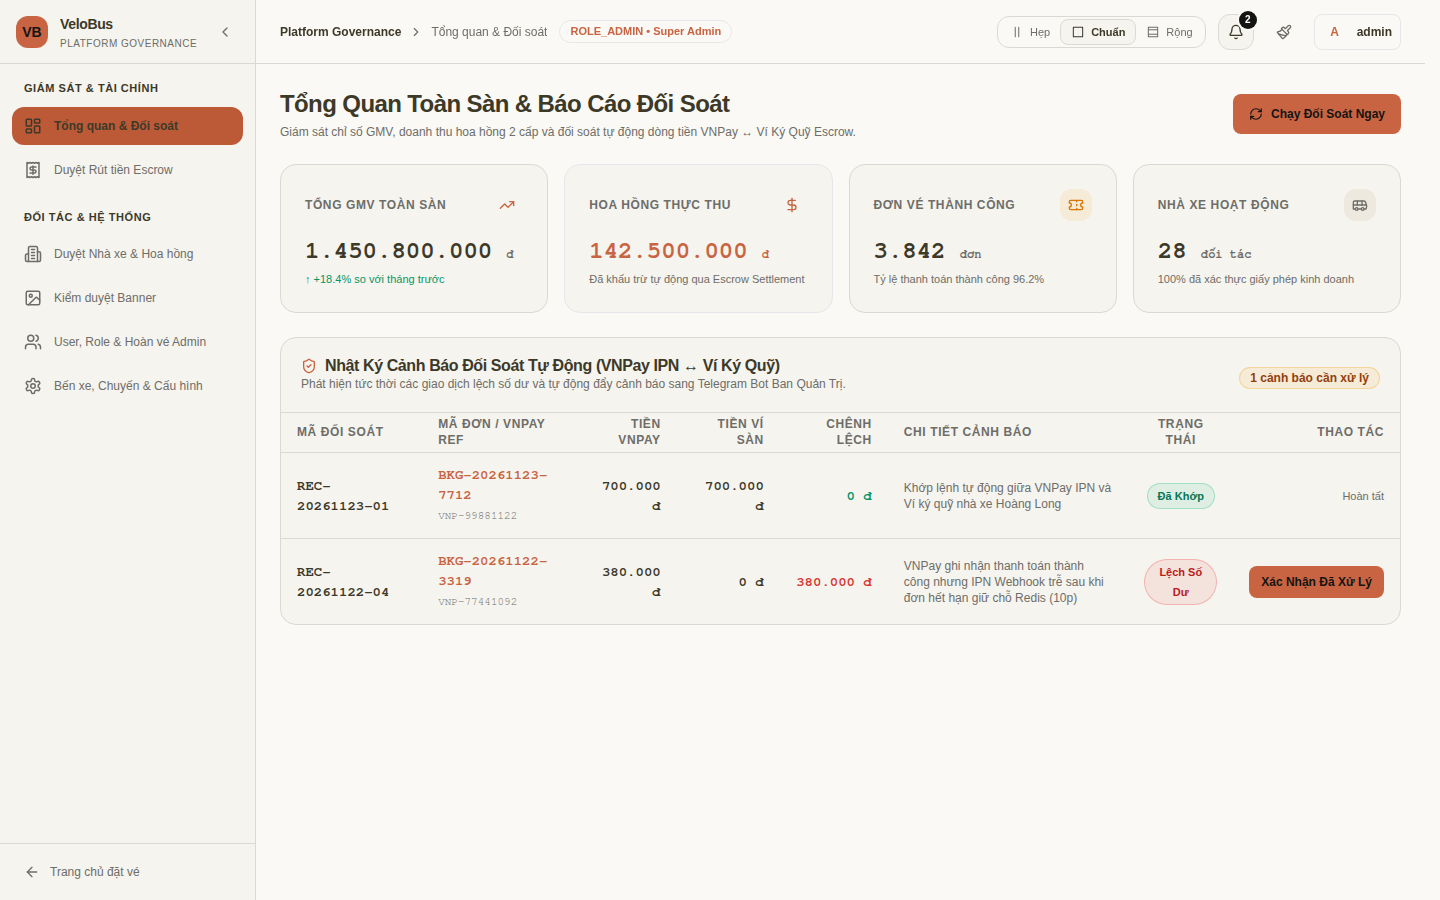 VB
VeloBus
PLATFORM GOVERNANCE
GIÁM SÁT & TÀI CHÍNH
Tổng quan & Đối soát
Duyệt Rút tiền Escrow
ĐỐI TÁC & HỆ THỐNG
Duyệt Nhà xe & Hoa hồng
Kiểm duyệt Banner
User, Role & Hoàn vé Admin
Bến xe, Chuyến & Cấu hình
Trang chủ đặt vé
Platform Governance
Tổng quan & Đối soát
ROLE_ADMIN • Super Admin
Hẹp
Chuẩn
Rộng
2
A
admin
Tổng Quan Toàn Sàn & Báo Cáo Đối Soát
Giám sát chỉ số GMV, doanh thu hoa hồng 2 cấp và đối soát tự động dòng tiền VNPay ↔ Ví Ký Quỹ Escrow.
Chạy Đối Soát Ngay
TỔNG GMV TOÀN SÀN
1.450.800.000 đ
↑ +18.4% so với tháng trước
HOA HỒNG THỰC THU
142.500.000 đ
Đã khấu trừ tự động qua Escrow Settlement
ĐƠN VÉ THÀNH CÔNG
3.842 đơn
Tỷ lệ thanh toán thành công 96.2%
NHÀ XE HOẠT ĐỘNG
28 đối tác
100% đã xác thực giấy phép kinh doanh
Nhật Ký Cảnh Báo Đối Soát Tự Động (VNPay IPN ↔ Ví Ký Quỹ)
Phát hiện tức thời các giao dịch lệch số dư và tự động đẩy cảnh báo sang Telegram Bot Ban Quản Trị.
1 cảnh báo cần xử lý
MÃ ĐỐI SOÁT
MÃ ĐƠN / VNPAY
REF
TIỀN
VNPAY
TIỀN VÍ
SÀN
CHÊNH
LỆCH
CHI TIẾT CẢNH BÁO
TRẠNG
THÁI
THAO TÁC
REC-
20261123-01
BKG-20261123-
7712
VNP-99881122
700.000
đ
700.000
đ
0 đ
Khớp lệnh tự động giữa VNPay IPN và
Ví ký quỹ nhà xe Hoàng Long
Đã Khớp
Hoàn tất
REC-
20261122-04
BKG-20261122-
3319
VNP-77441092
380.000
đ
0 đ
380.000 đ
VNPay ghi nhận thanh toán thành
công nhưng IPN Webhook trễ sau khi
đơn hết hạn giữ chỗ Redis (10p)
Lệch Số
Dư
Xác Nhận Đã Xử Lý